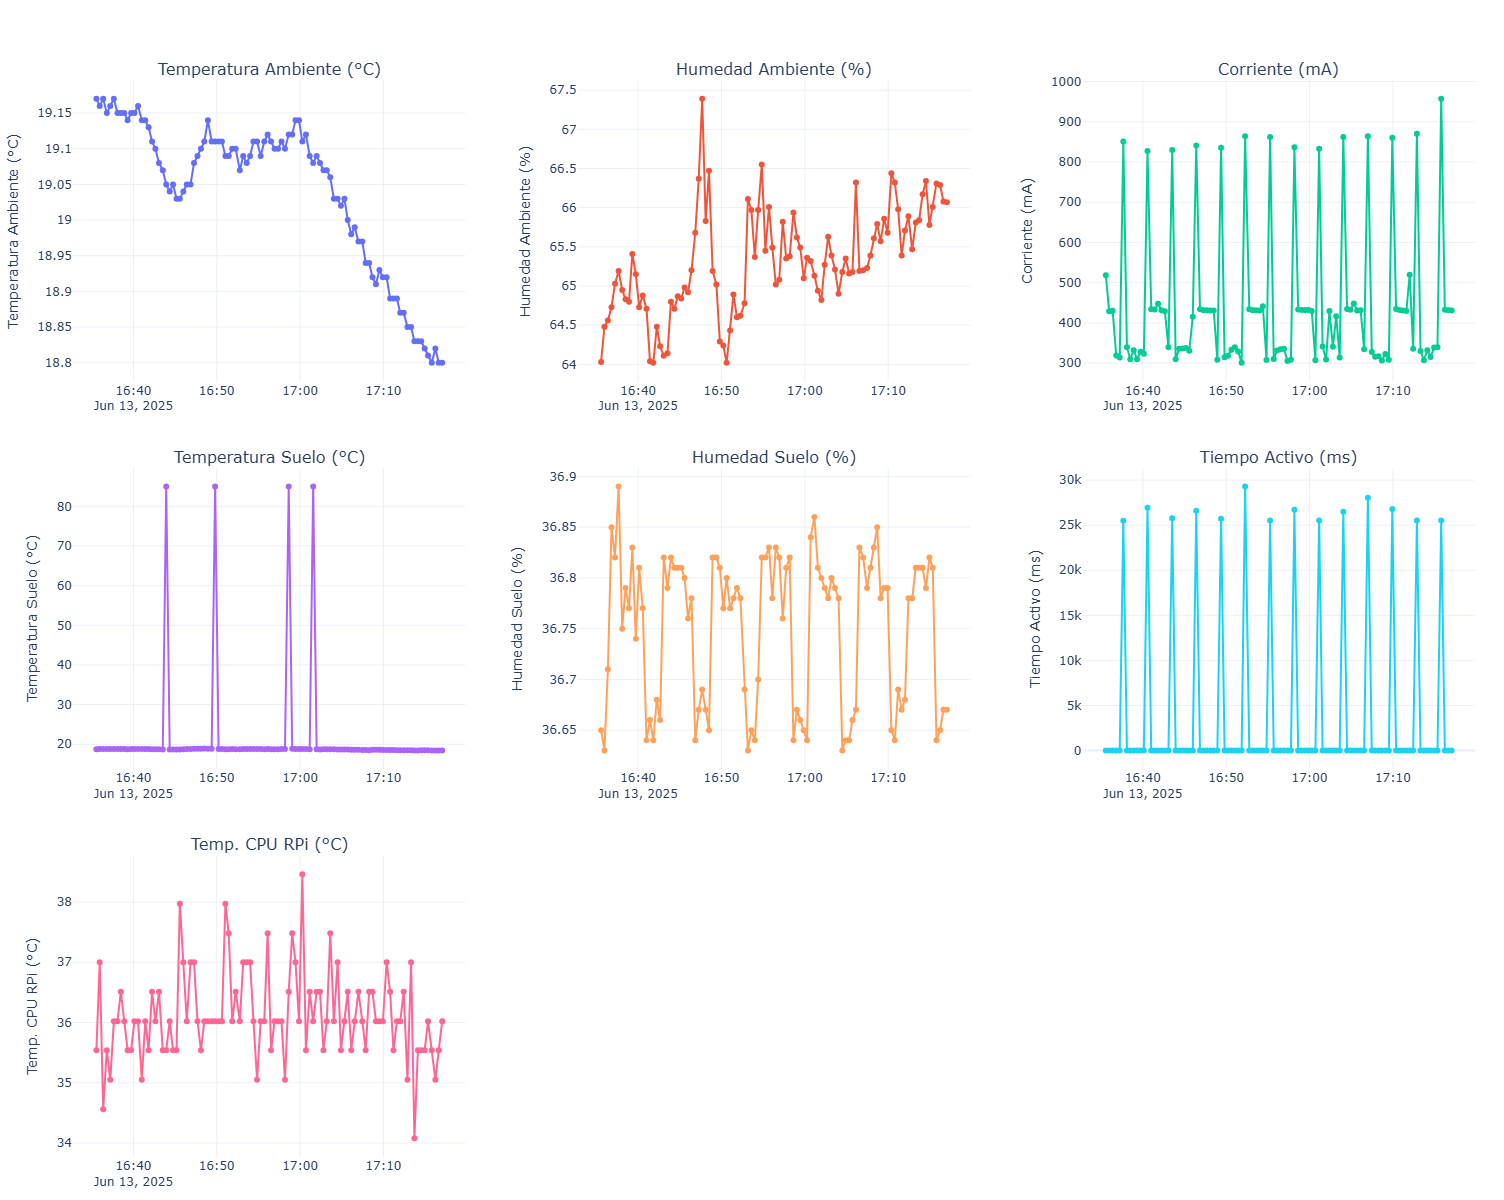 Temperatura Ambiente (°C)
Temperatura Ambiente (°C)
19.15
19.1
19.05
19
18.95
18.9
18.85
18.8
16:40
16:50
17:00
17:10
Jun 13, 2025
Humedad Ambiente (%)
Humedad Ambiente (%)
67.5
67
66.5
66
65.5
65
64.5
64
16:40
16:50
17:00
17:10
Jun 13, 2025
Corriente (mA)
Corriente (mA)
1000
900
800
700
600
500
400
300
16:40
16:50
17:00
17:10
Jun 13, 2025
Temperatura Suelo (°C)
Temperatura Suelo (°C)
80
70
60
50
40
30
20
16:40
16:50
17:00
17:10
Jun 13, 2025
Humedad Suelo (%)
Humedad Suelo (%)
36.9
36.85
36.8
36.75
36.7
36.65
16:40
16:50
17:00
17:10
Jun 13, 2025
Tiempo Activo (ms)
Tiempo Activo (ms)
30k
25k
20k
15k
10k
5k
0
16:40
16:50
17:00
17:10
Jun 13, 2025
Temp. CPU RPi (°C)
Temp. CPU RPi (°C)
38
37
36
35
34
16:40
16:50
17:00
17:10
Jun 13, 2025